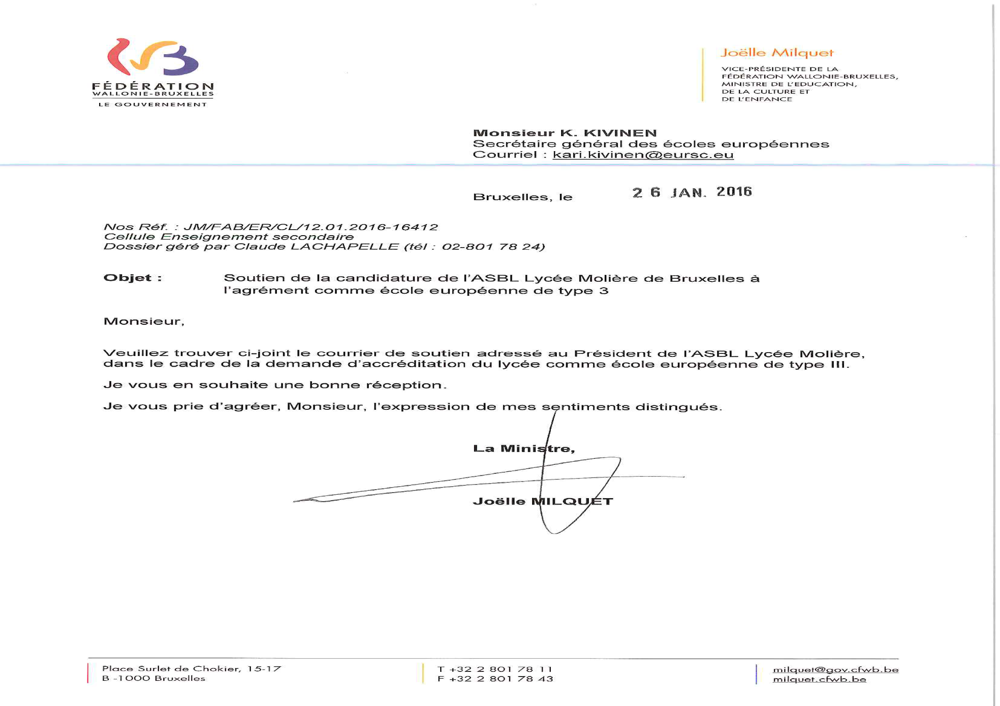 FÉDÉRATION
WALLONIE-BRUXELLES
LE GOUVERNEMENT
Joëlle Milquet
VICE-PRÉSIDENTE DE LA
FÉDÉRATION WALLONIE-BRUXELLES,
MINISTRE DE L'EDUCATION,
DE LA CULTURE ET
DE L'ENFANCE
Monsieur K. KIVINEN
Secrétaire général des écoles européennes
Courriel : kari.kivinen@eursc.eu
Bruxelles, le 26 JAN. 2016
Nos Réf. : JM/FAB/ER/CL/12.01.2016-16412
Cellule Enseignement secondaire
Dossier géré par Claude LACHAPELLE (tél : 02-801 78 24)
Objet : Soutien de la candidature de l'ASBL Lycée Molière de Bruxelles à
l'agrément comme école européenne de type 3
Monsieur,
Veuillez trouver ci-joint le courrier de soutien adressé au Président de l'ASBL Lycée Molière,
dans le cadre de la demande d'accréditation du lycée comme école européenne de type III.
Je vous en souhaite une bonne réception.
Je vous prie d'agréer, Monsieur, l'expression de mes sentiments distingués.
La Ministre,
Joëlle MILQUET
Place Surlet de Chokier, 15-17
B -1000 Bruxelles
T +32 2 801 78 11
F +32 2 801 78 43
milquet@gov.cfwb.be
milquet.cfwb.be